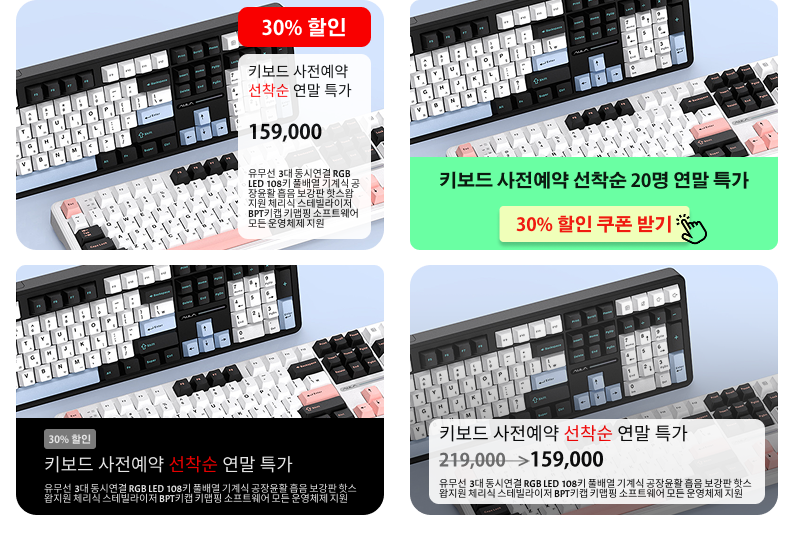 30% 할인
키보드 사전예약
선착순 연말 특가
159,000
유무선 3대 동시연결 RGB
LED 108키 풀배열 기계식 공
장윤활 흡음 보강판 핫스왑
지원 체리식 스테빌라이저
BPT키캡 키맵핑 소프트웨어
모든 운영체제 지원
키보드 사전예약 선착순 20명 연말 특가
30% 할인 쿠폰 받기
30% 할인
키보드 사전예약 선착순 연말 특가
유무선 3대 동시연결 RGB LED 108키 풀배열 기계식 공장윤활 흡음 보강판 핫스
왑지원 체리식 스테빌라이저 BPT키캡 키맵핑 소프트웨어 모든 운영체제 지원
키보드 사전예약 선착순 연말 특가
219,000 ->159,000
유무선 3대 동시연결 RGB LED 108키 풀배열 기계식 공장윤활 흡음 보강판 핫스
왑지원 체리식 스테빌라이저 BPT키캡 키맵핑 소프트웨어 모든 운영체제 지원